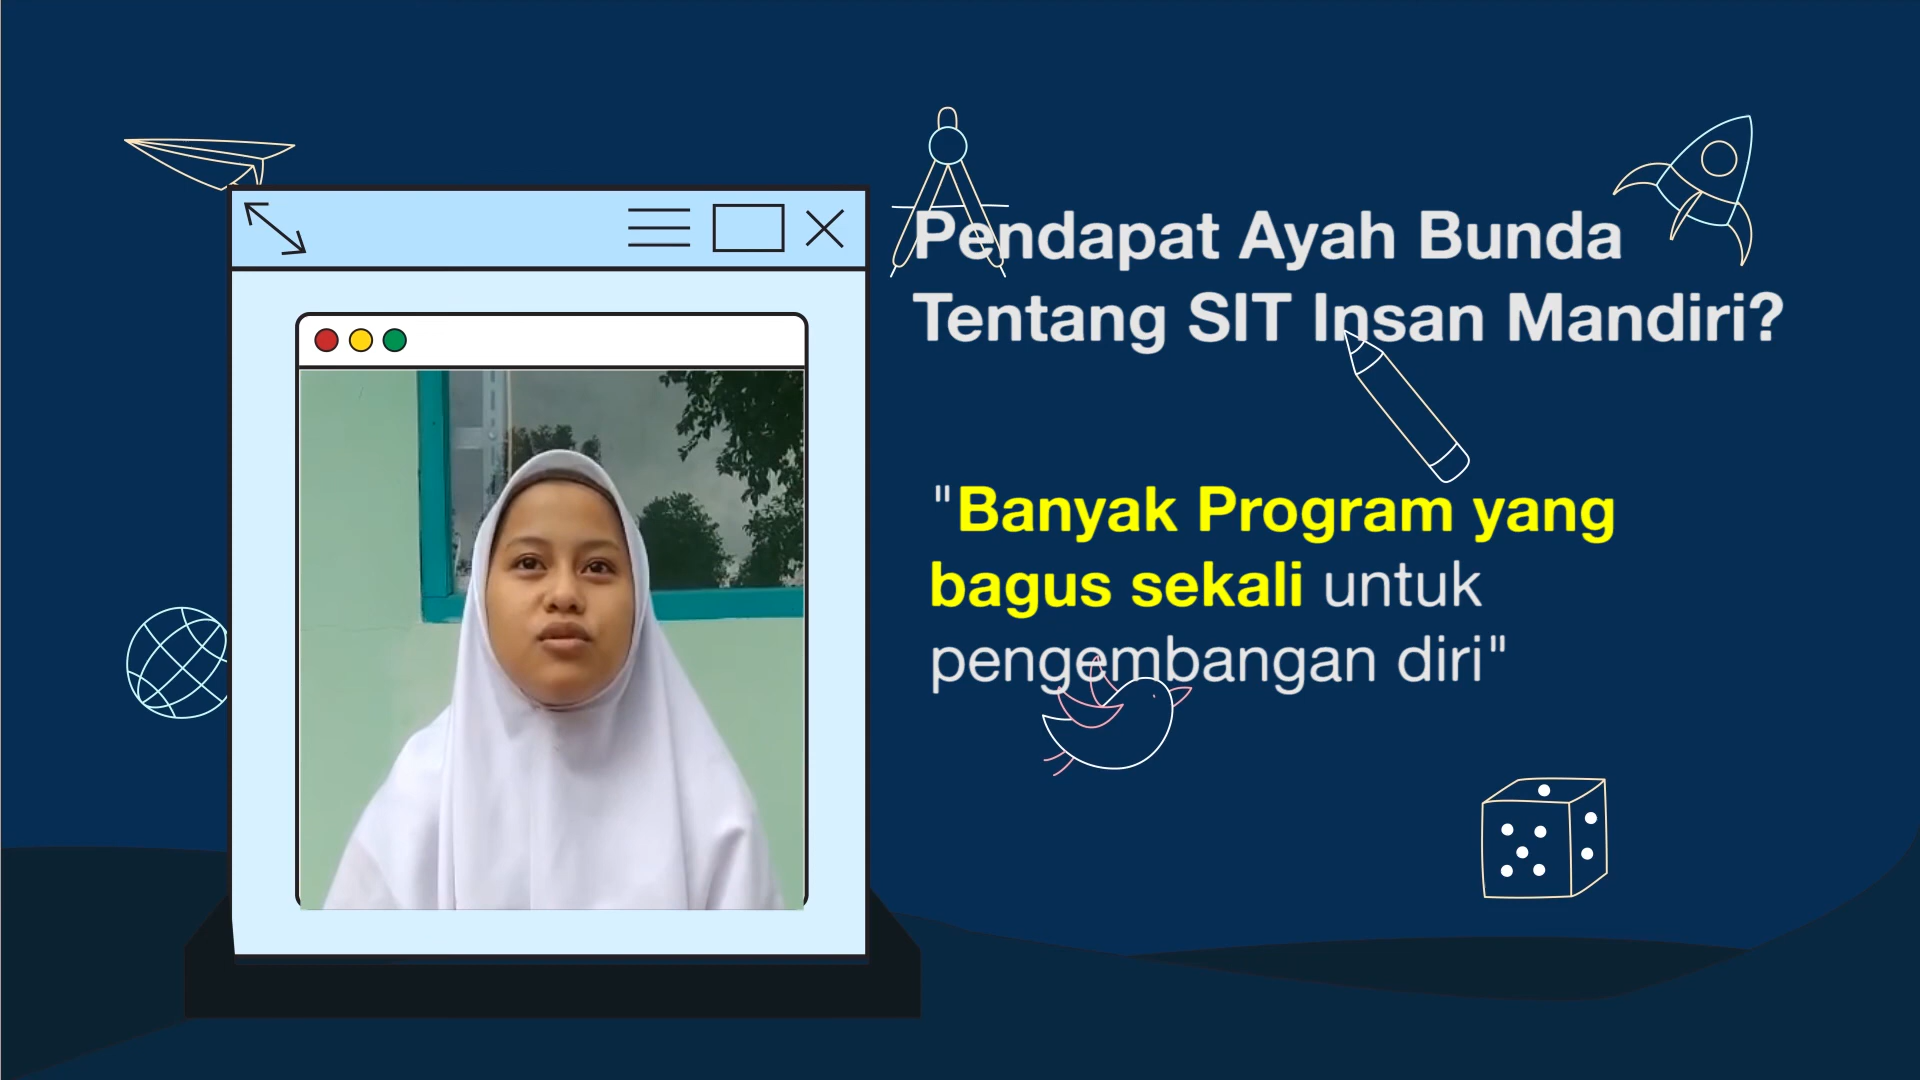 Pendapat Ayah Bunda
Tentang SIT Insan Mandiri?
"Banyak Program yang
bagus sekali untuk
pengembangan diri"